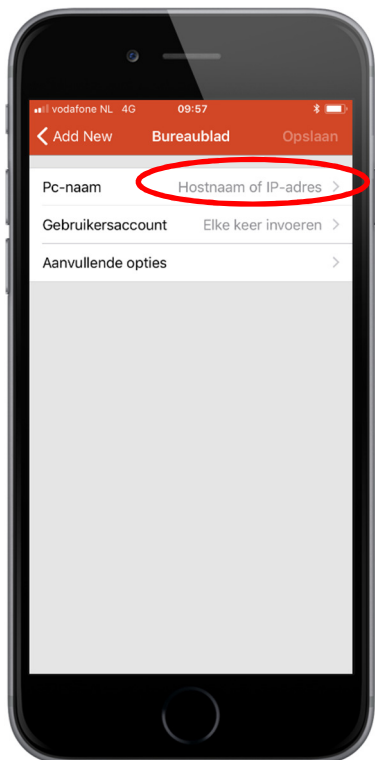 vodafone NL 4G 09:57
Add New Bureaublad Opslaan
Pc-naam Hostnaam of IP-adres
Gebruikersaccount Elke keer invoeren
Aanvullende opties